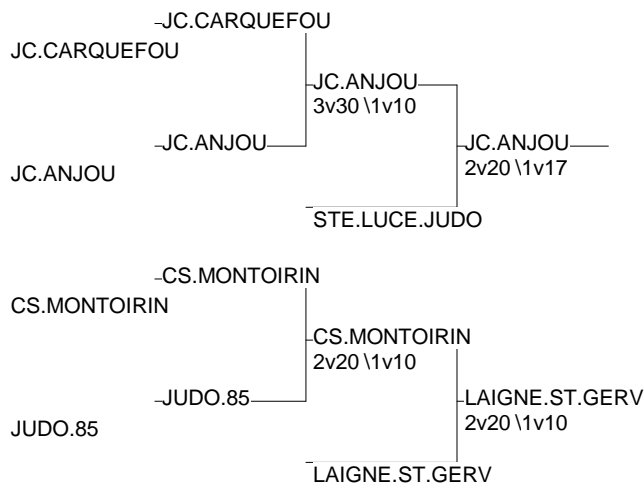 JC.CARQUEFOU
JC.CARQUEFOU
JC.ANJOU
3v30 \1v10
JC.ANJOU
JC.ANJOU
JC.ANJOU
2v20 \1v17
STE.LUCE.JUDO
CS.MONTOIRIN
CS.MONTOIRIN
CS.MONTOIRIN
2v20 \1v10
JUDO.85
JUDO.85
LAIGNE.ST.GERV
2v20 \1v10
LAIGNE.ST.GERV